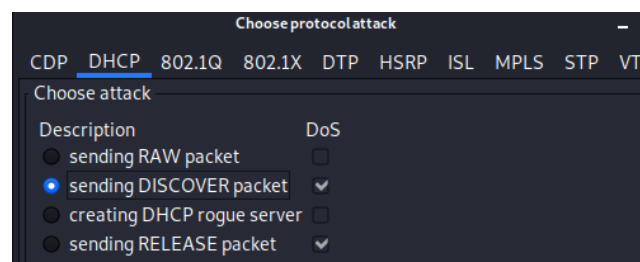 Choose protocol attack
CDP DHCP 802.1Q 802.1X DTP HSRP ISL MPLS STP VT
Choose attack
Description DoS
sending RAW packet
sending DISCOVER packet
creating DHCP rogue server
sending RELEASE packet